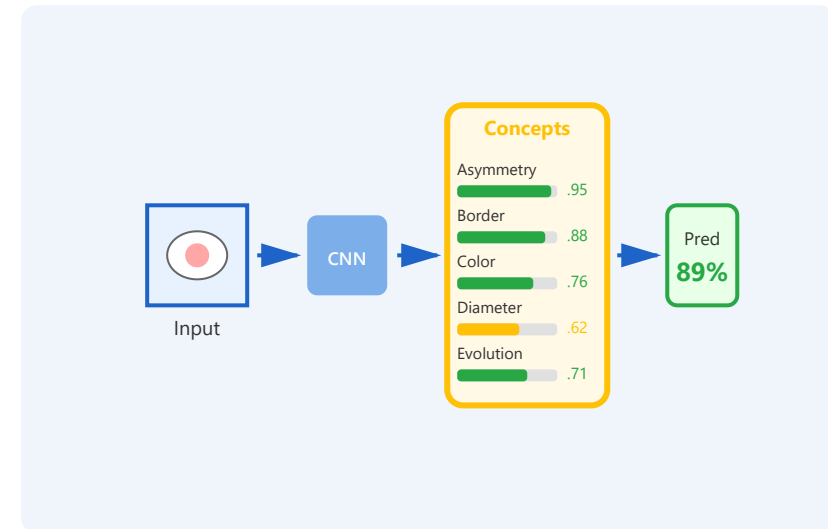 Input
CNN
Concepts
Asymmetry
.95
Border
.88
Color
.76
Diameter
.62
Evolution
.71
Pred
89%